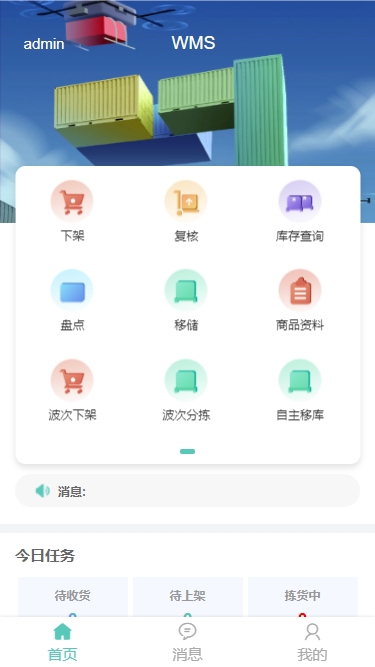 admin
WMS
下架
复核
库存查询
盘点
移储
商品资料
波次下架
波次分拣
自主移库
消息:
今日任务
待收货
待上架
拣货中
首页
消息
我的